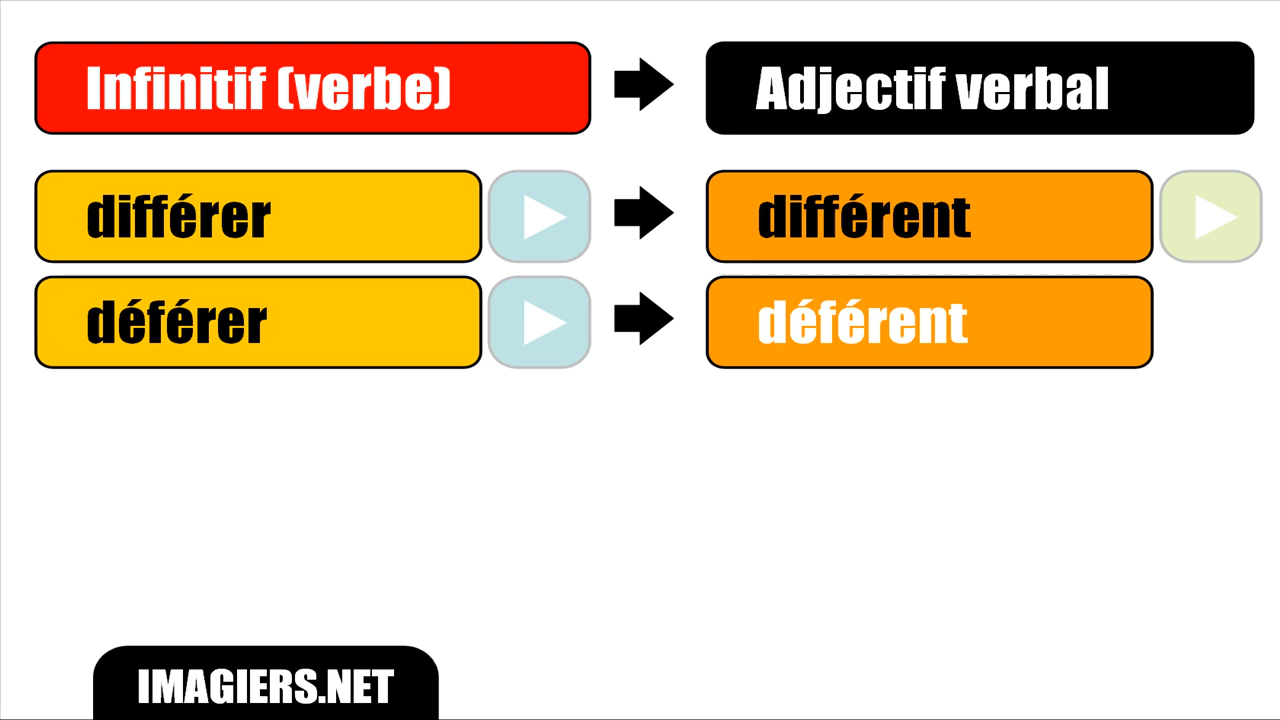 Infinitif (verbe) Adjectif verbal
différer différent
déférer déférent
IMAGIERS.NET